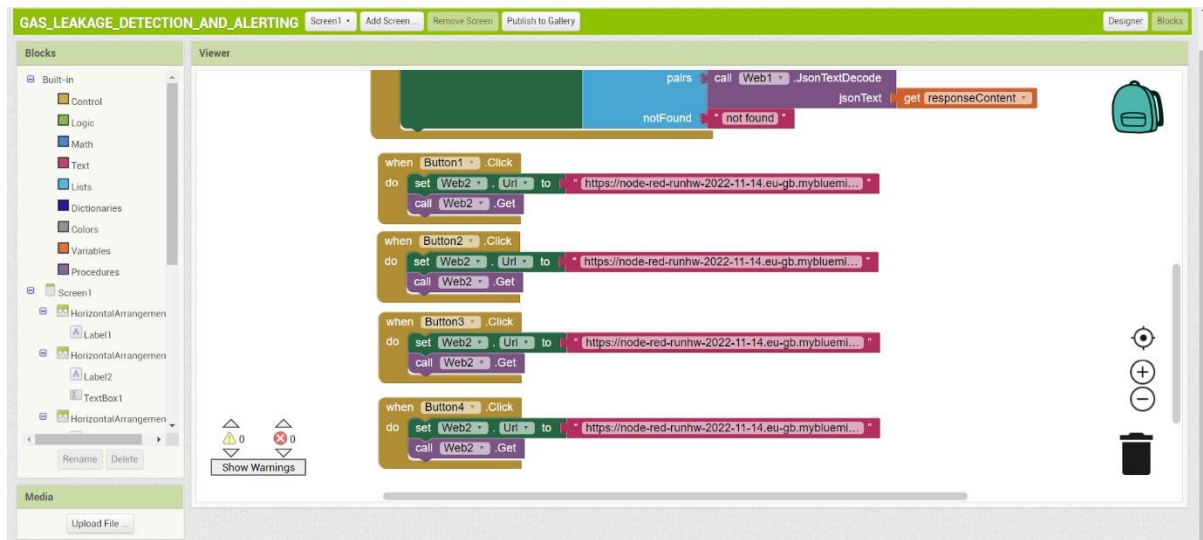 GAS_LEAKAGE_DETECTION_AND_ALERTING Screen1 Add Screen ... Remove Screen Publish to Gallery Designer Blocks
Blocks
Built-in
Control
Logic
Math
Text
Lists
Dictionaries
Colors
Variables
Procedures
Screen1
HorizontalArrangemen
Label1
HorizontalArrangemen
Label2
TextBox1
HorizontalArrangemen
Rename Delete
Media
Upload File ...
Viewer
pairs call Web1 .JsonTextDecode
jsonText get responseContent
notFound " not found "
when Button1 .Click
do set Web2 . Url to " https://node-red-runhw-2022-11-14.eu-gb.mybluemi... "
call Web2 .Get
when Button2 .Click
do set Web2 . Url to " https://node-red-runhw-2022-11-14.eu-gb.mybluemi... "
call Web2 .Get
when Button3 .Click
do set Web2 . Url to " https://node-red-runhw-2022-11-14.eu-gb.mybluemi... "
call Web2 .Get
when Button4 .Click
do set Web2 . Url to " https://node-red-runhw-2022-11-14.eu-gb.mybluemi... "
call Web2 .Get
0 0
Show Warnings